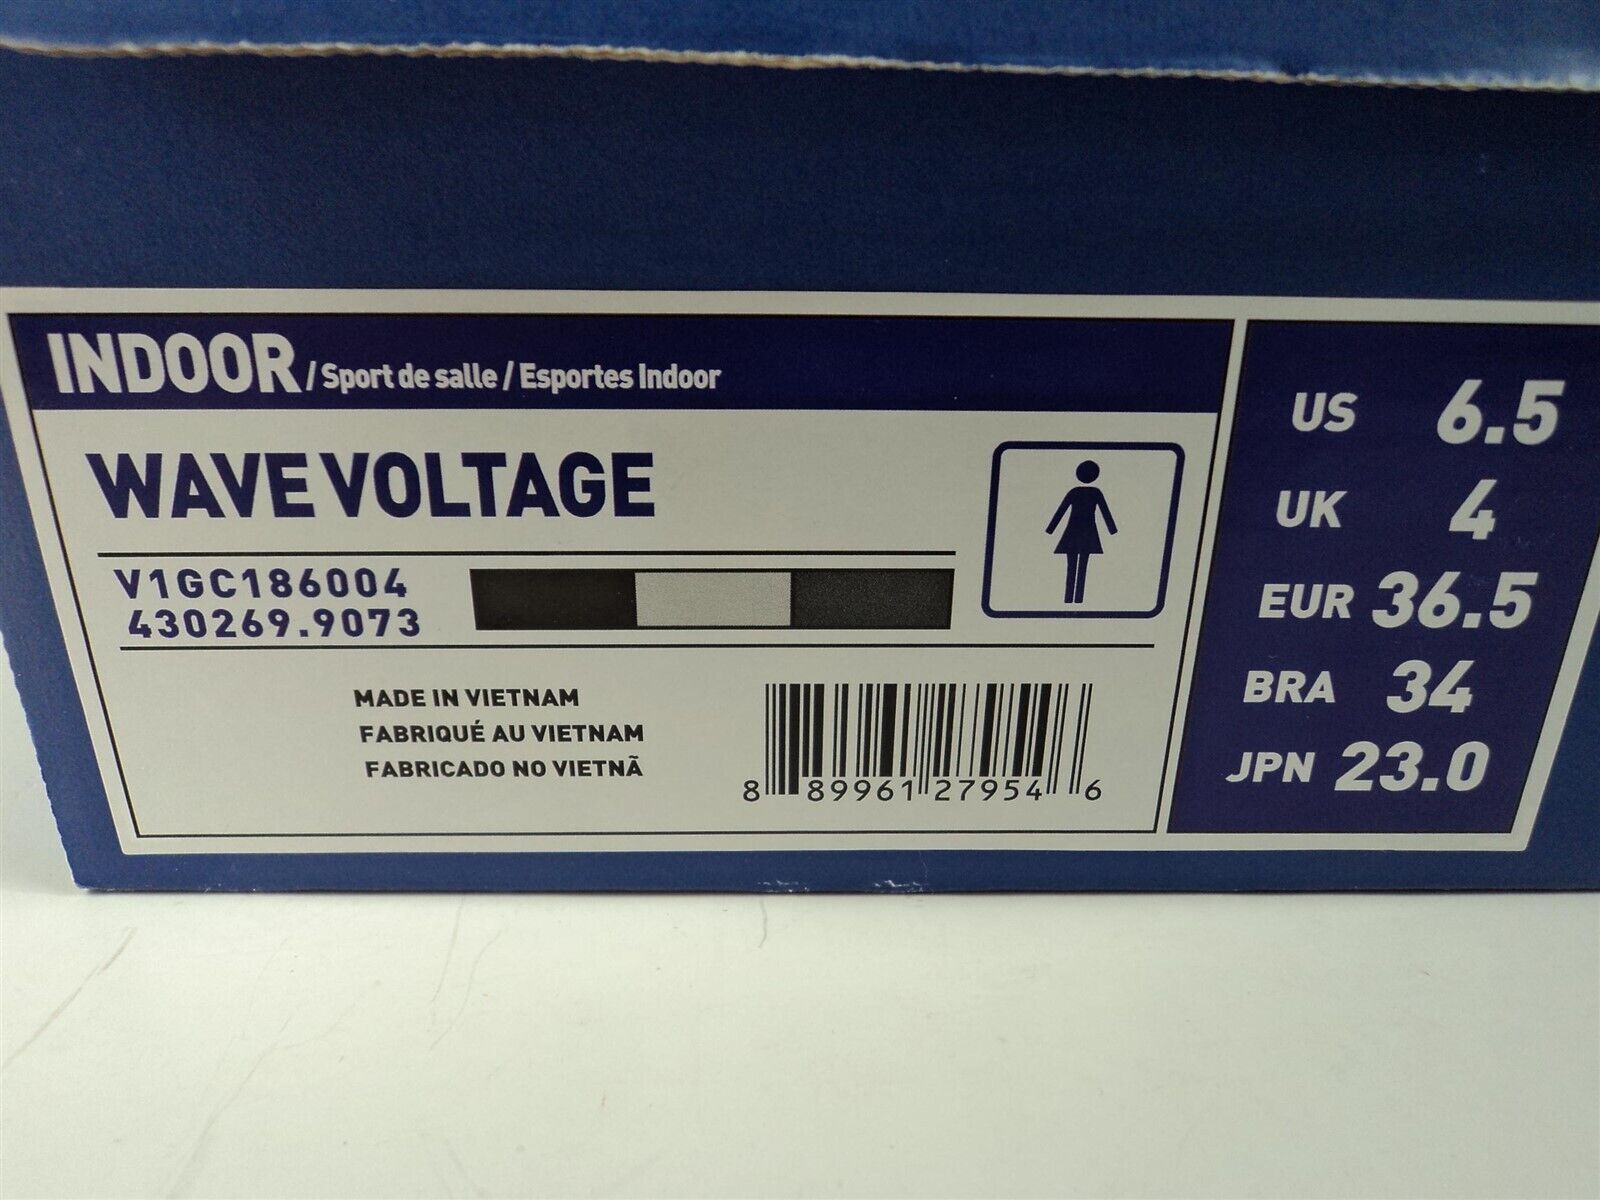 INDOOR / Sport de salle / Esportes Indoor
WAVE VOLTAGE
V1GC186004
430269.9073
MADE IN VIETNAM
FABRIQUÉ AU VIETNAM
FABRICADO NO VIETNÃ
8 89961 27954 6
US 6.5
UK 4
EUR 36.5
BRA 34
JPN 23.0